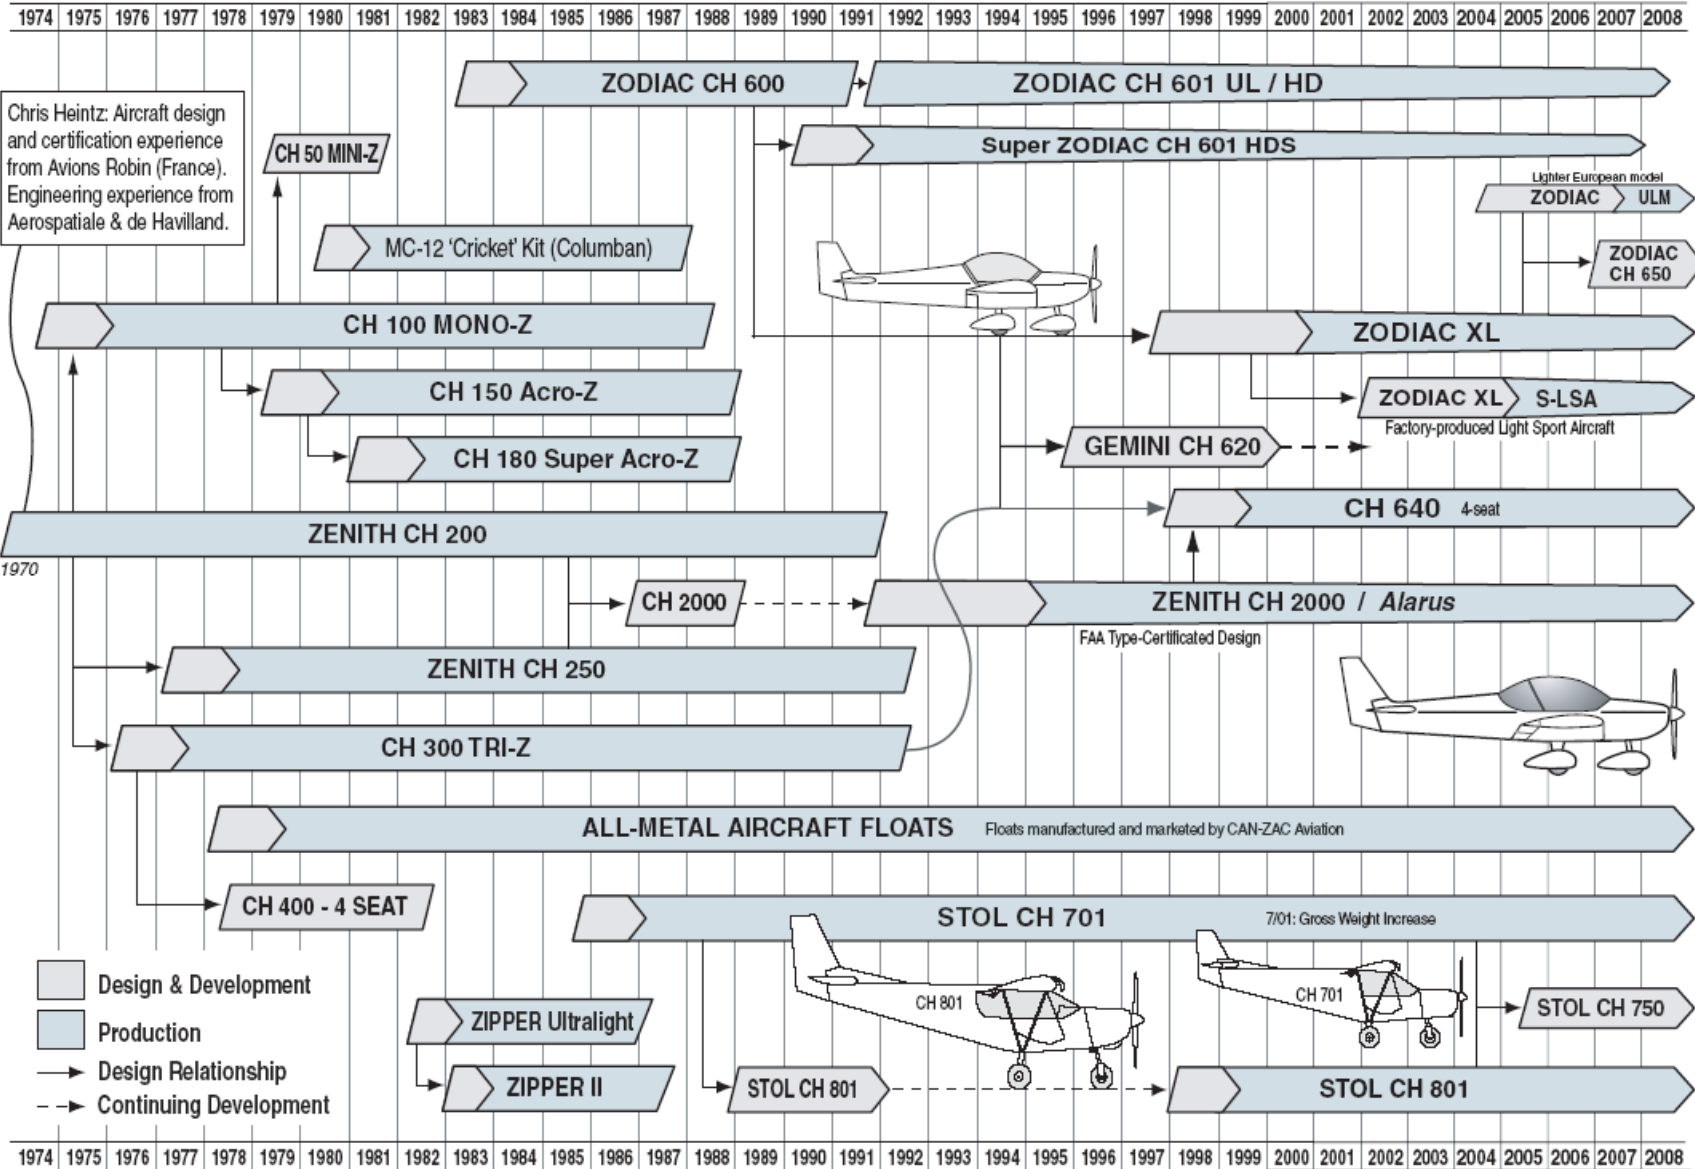 1974 1975 1976 1977 1978 1979 1980 1981 1982 1983 1984 1985 1986 1987 1988 1989 1990 1991 1992 1993 1994 1995 1996 1997 1998 1999 2000 2001 2002 2003 2004 2005 2006 2007 2008
ZODIAC CH 600
ZODIAC CH 601 UL / HD
Chris Heintz: Aircraft design
and certification experience
from Avions Robin (France).
Engineering experience from
Aerospatiale & de Havilland.
CH 50 MINI-Z
Super ZODIAC CH 601 HDS
Lighter European model
ZODIAC ULM
MC-12 ‘Cricket’ Kit (Columban)
ZODIAC
CH 650
CH 100 MONO-Z
ZODIAC XL
CH 150 Acro-Z
ZODIAC XL S-LSA
Factory-produced Light Sport Aircraft
CH 180 Super Acro-Z
GEMINI CH 620
CH 640 4-seat
ZENITH CH 200
1970
CH 2000
ZENITH CH 2000 / Alarus
FAA Type-Certificated Design
ZENITH CH 250
CH 300 TRI-Z
ALL-METAL AIRCRAFT FLOATS Floats manufactured and marketed by CAN-ZAC Aviation
CH 400 - 4 SEAT
STOL CH 701 7/01: Gross Weight Increase
Design & Development
Production
Design Relationship
Continuing Development
ZIPPER Ultralight
CH 801
CH 701
STOL CH 750
ZIPPER II
STOL CH 801
STOL CH 801
1974 1975 1976 1977 1978 1979 1980 1981 1982 1983 1984 1985 1986 1987 1988 1989 1990 1991 1992 1993 1994 1995 1996 1997 1998 1999 2000 2001 2002 2003 2004 2005 2006 2007 2008